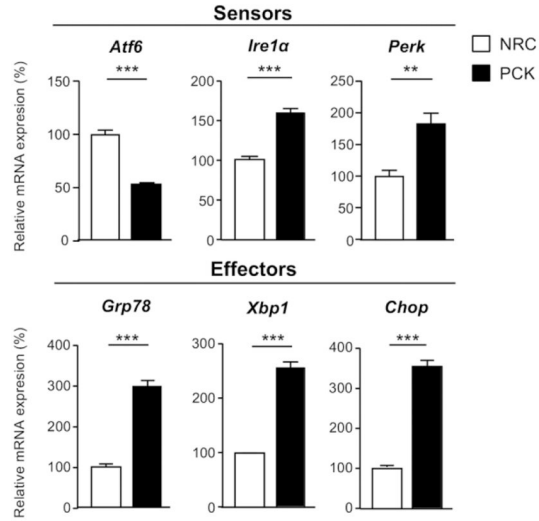 Sensors
Atf6
Ire1α
Perk
NRC
PCK
***
***
**
Relative mRNA expresion (%)
150
100
50
0
200
150
100
50
0
250
200
150
100
50
0
Effectors
Grp78
Xbp1
Chop
***
***
***
Relative mRNA expresion (%)
400
300
200
100
0
300
200
100
0
400
300
200
100
0